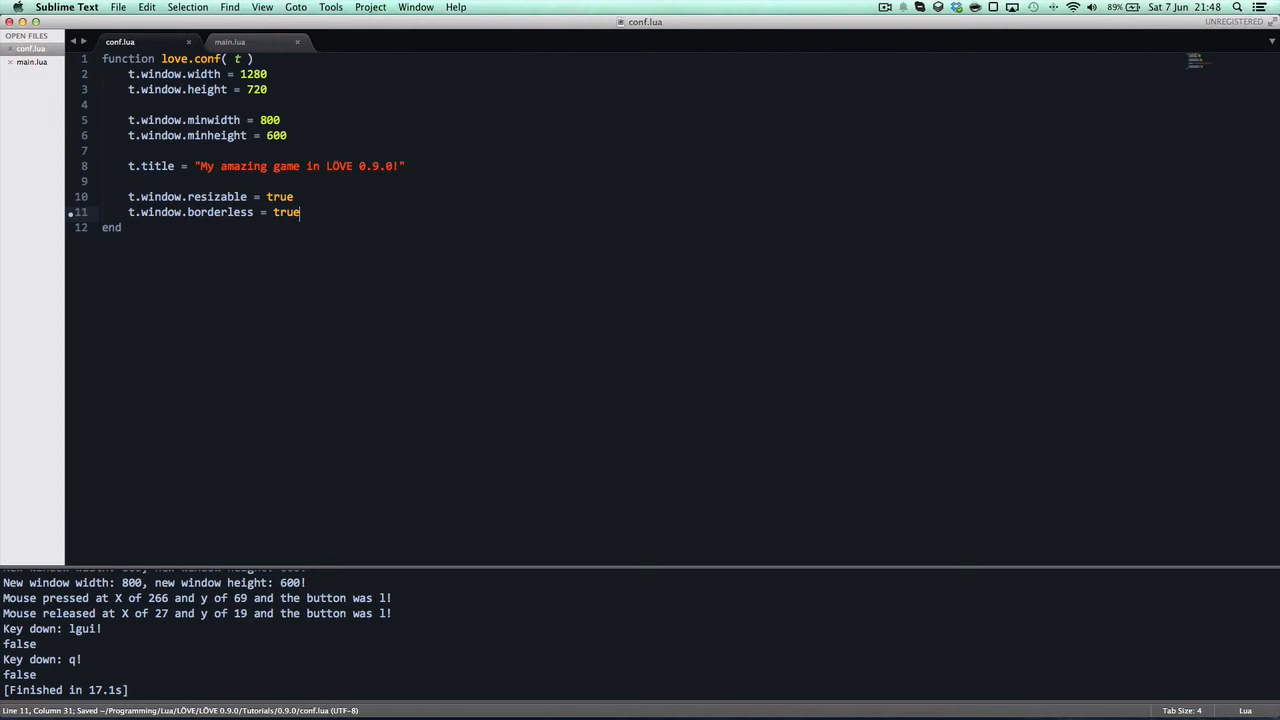 Sublime Text File Edit Selection Find View Goto Tools Project Window Help 89% Sat 7 Jun 21:48
conf.lua UNREGISTERED
OPEN FILES
conf.lua
main.lua
conf.lua main.lua
1 function love.conf( t )
2 t.window.width = 1280
3 t.window.height = 720
4
5 t.window.minwidth = 800
6 t.window.minheight = 600
7
8 t.title = "My amazing game in LÖVE 0.9.0!"
9
10 t.window.resizable = true
11 t.window.borderless = true
12 end
New window width: 800, new window height: 600!
Mouse pressed at X of 266 and y of 69 and the button was l!
Mouse released at X of 27 and y of 19 and the button was l!
Key down: lgui!
false
Key down: q!
false
[Finished in 17.1s]
Line 11, Column 31; Saved ~/Programming/Lua/LÖVE/LÖVE 0.9.0/Tutorials/0.9.0/conf.lua (UTF-8) Tab Size: 4 Lua